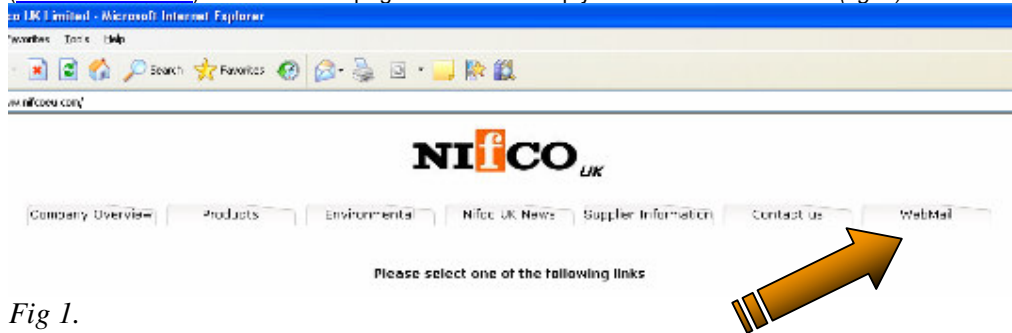 co UK Limited - Microsoft Internet Explorer
Favorites Tools Help
Search Favorites
ww.nifcoeu.com/
NIfCO UK
Company Overview Products Environmental Nifco UK News Supplier Information Contact us WebMail
Please select one of the following links
Fig 1.